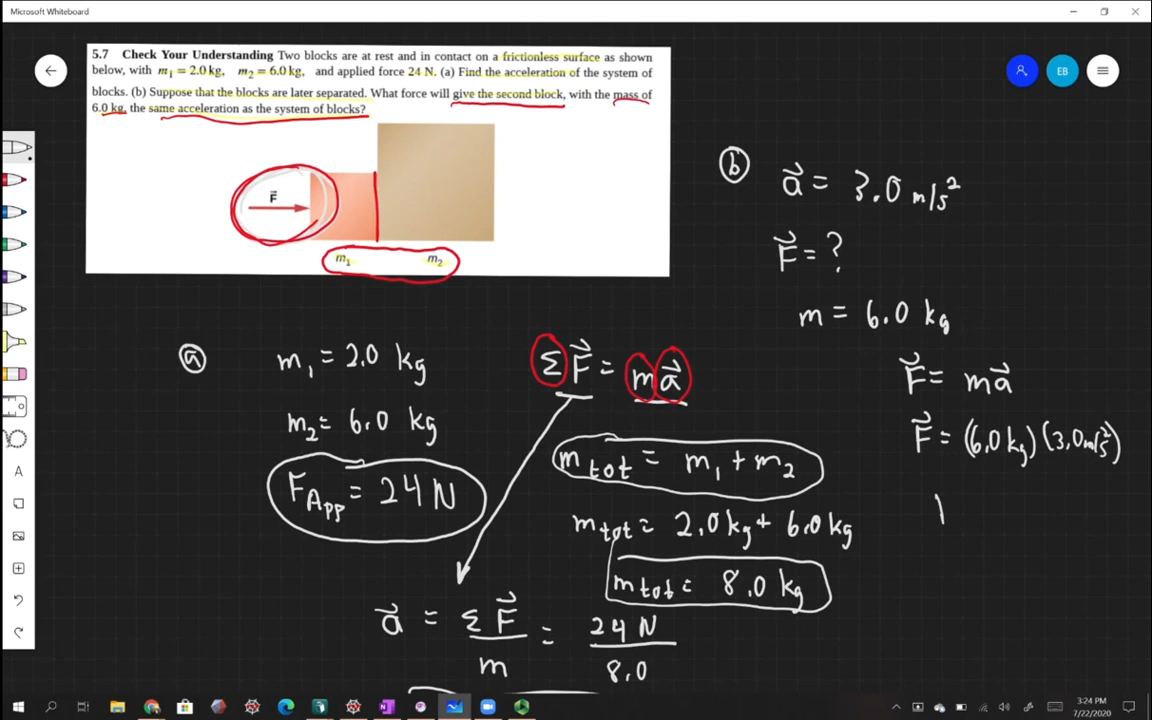 Microsoft Whiteboard
5.7 Check Your Understanding Two blocks are at rest and in contact on a frictionless surface as shown
below, with m₁ = 2.0 kg, m₂ = 6.0 kg, and applied force 24 N. (a) Find the acceleration of the system of
blocks. (b) Suppose that the blocks are later separated. What force will give the second block, with the mass of
6.0 kg, the same acceleration as the system of blocks?
EB
F⃗
m₁ m₂
ⓐ
m₁ = 2.0 kg
m₂ = 6.0 kg
F_App = 24 N
ΣF⃗ = ma⃗
m_tot = m₁ + m₂
m_tot = 2.0 kg + 6.0 kg
m_tot = 8.0 kg
a⃗ = ΣF⃗ / m = 24 N / 8.0
ⓑ
a⃗ = 3.0 m/s²
F⃗ = ?
m = 6.0 kg
F⃗ = ma⃗
F⃗ = (6.0 kg)(3.0 m/s²)
A
3:24 PM
7/22/2020